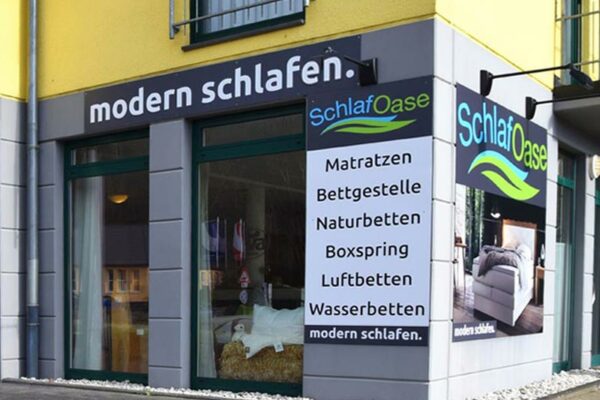 modern schlafen.
SchlafOase
Matratzen
Bettgestelle
Naturbetten
Boxspring
Luftbetten
Wasserbetten
modern schlafen.
SchlafOase
modern schlafen.